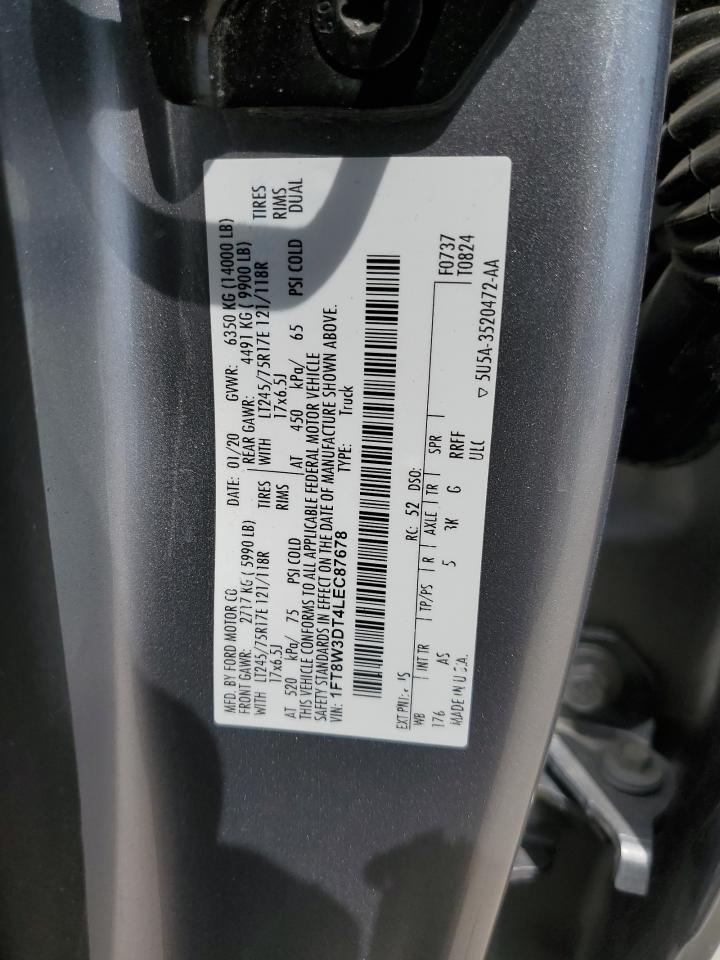 MFD. BY FORD MOTOR CO. DATE: 01/20 GVWR: 6350 KG (14000 LB)
FRONT GAWR: 2717 KG ( 5990 LB) REAR GAWR: 4491 KG ( 9900 LB)
WITH LT245/75R17E 121/118R TIRES WITH LT245/75R17E 121/118R TIRES
17x6.5J RIMS 17x6.5J RIMS
AT 520 kPa/ 75 PSI COLD AT 450 kPa/ 65 PSI COLD DUAL
THIS VEHICLE CONFORMS TO ALL APPLICABLE FEDERAL MOTOR VEHICLE
SAFETY STANDARDS IN EFFECT ON THE DATE OF MANUFACTURE SHOWN ABOVE.
VIN: 1FT8W3DT4LEC87678 TYPE: Truck
EXT PNT: RC: 52 DSO: F0737
WB INT TR TP/PS R AXLE TR SPR T0824
176 AS 5 3K G RRFF
MADE IN U.S.A. ULC
▽ 5U5A-3520472-AA